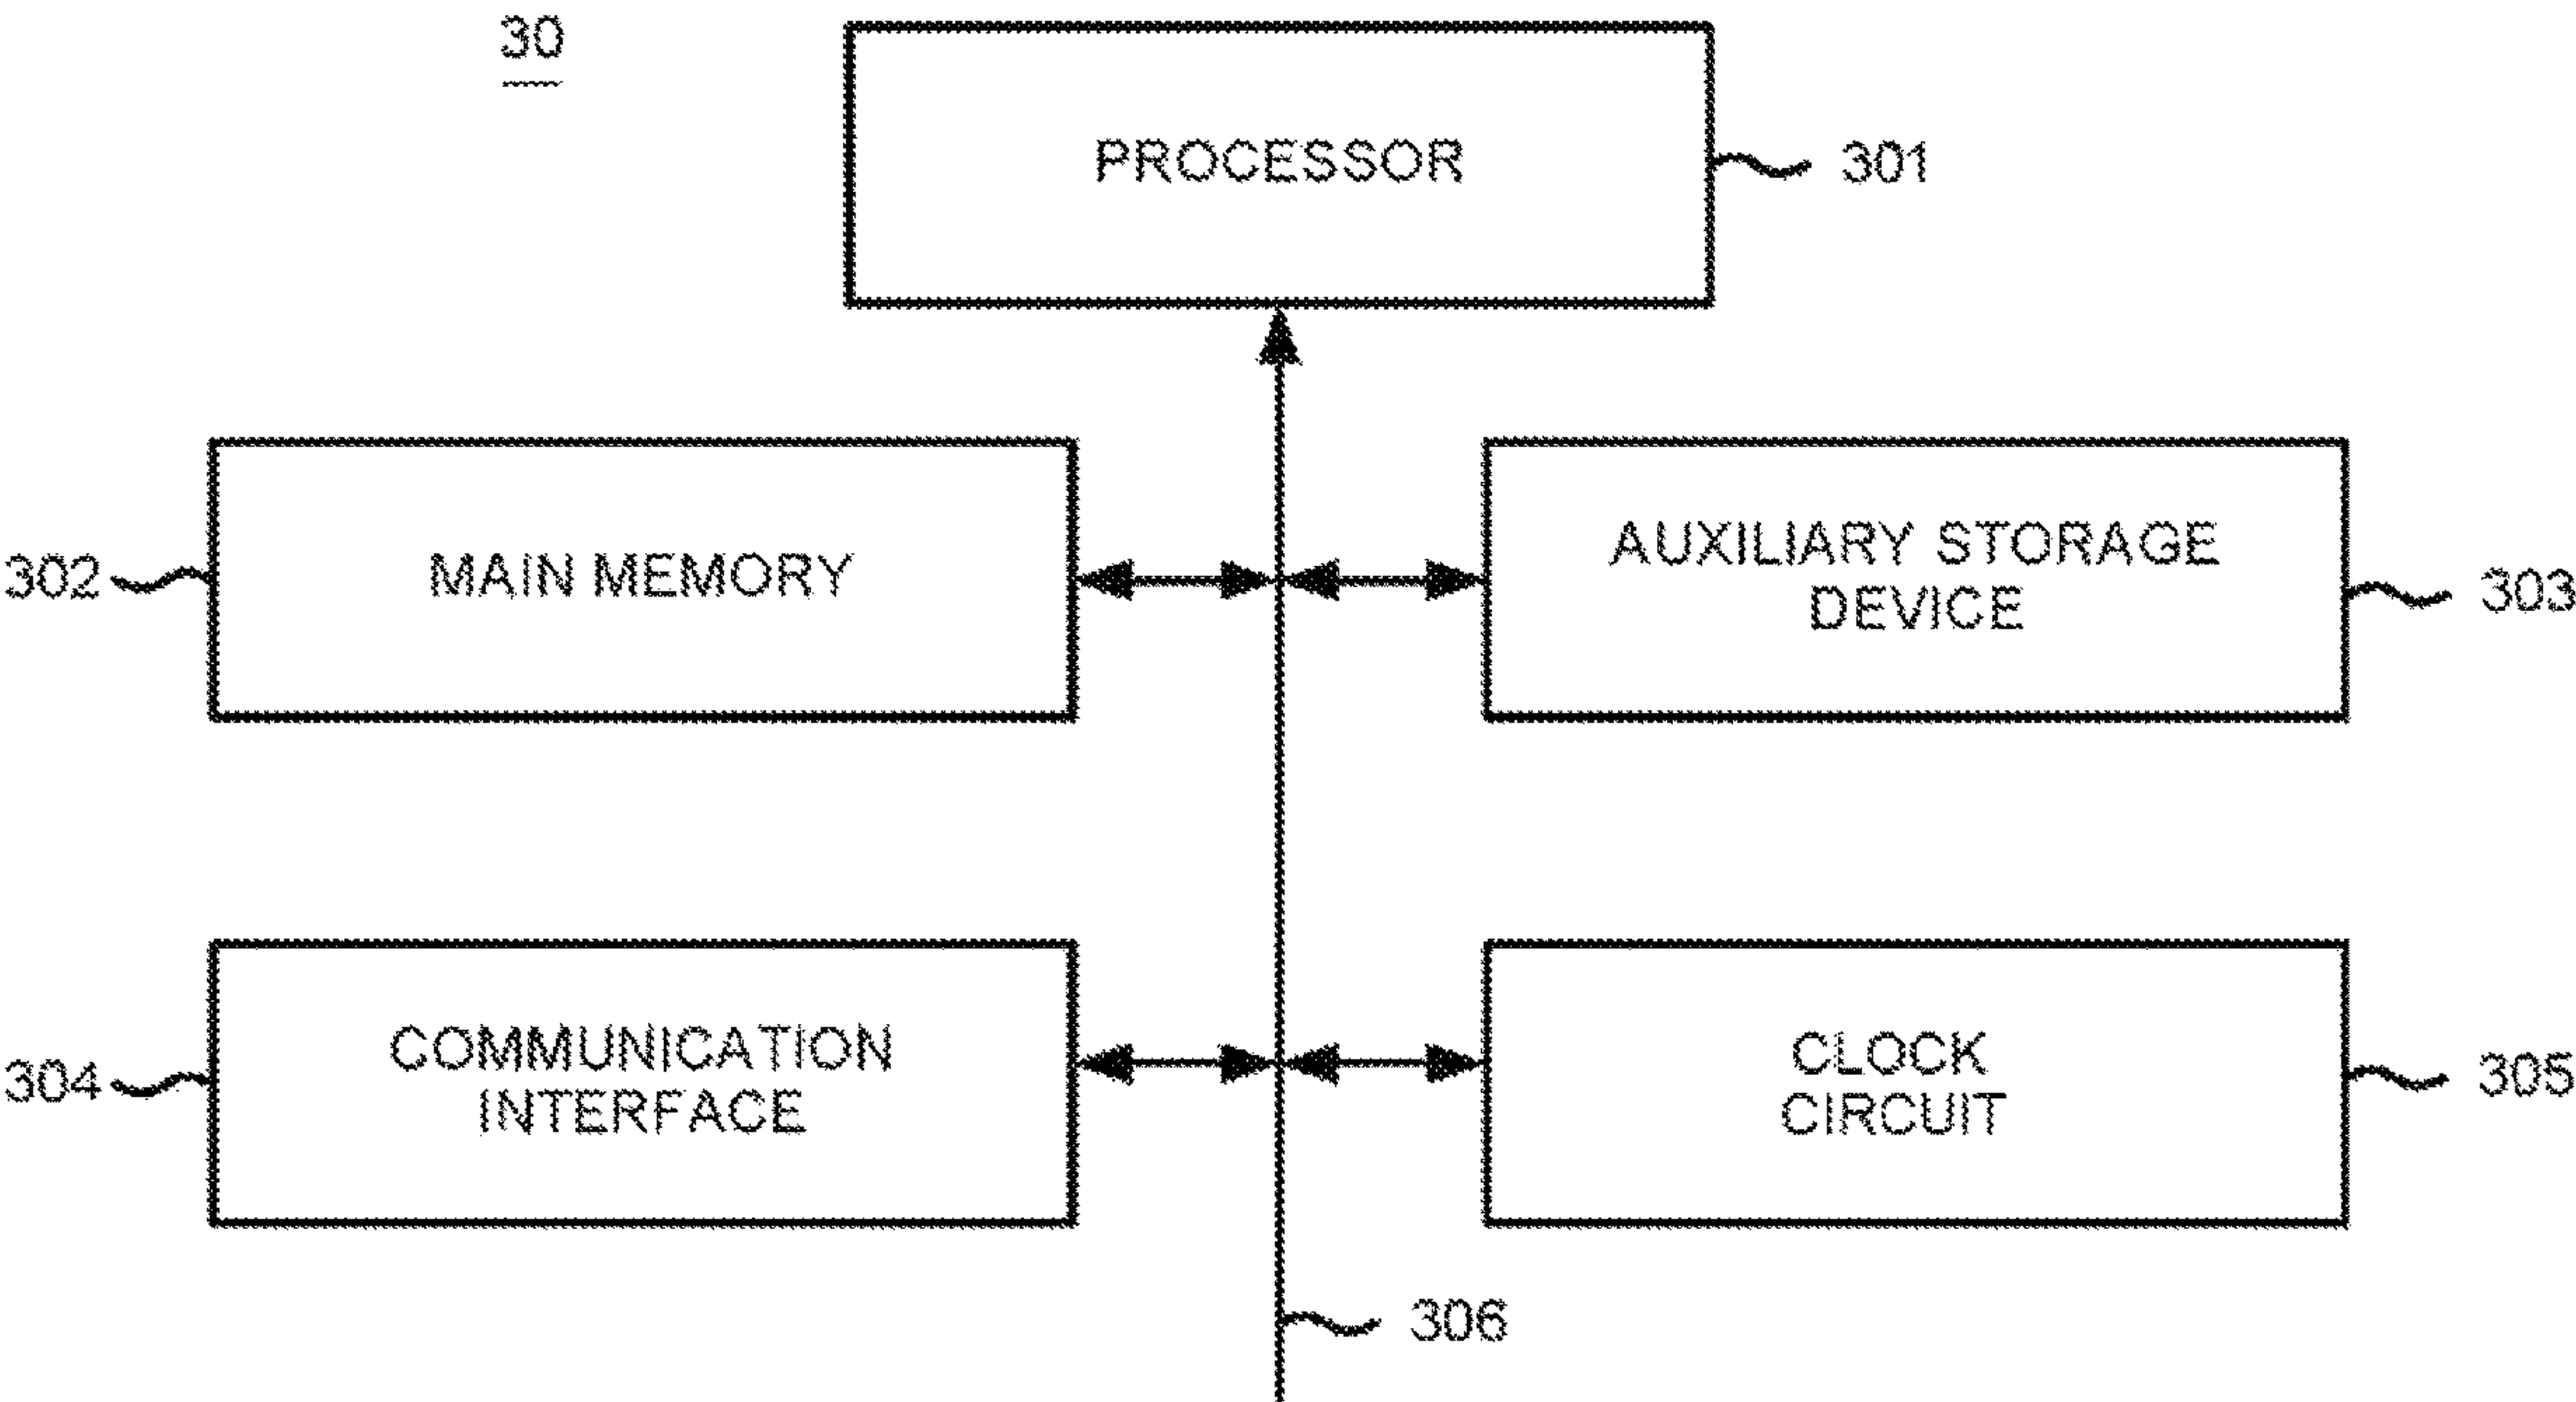 30
PROCESSOR
301
302
MAIN MEMORY
AUXILIARY STORAGE
DEVICE
303
304
COMMUNICATION
INTERFACE
CLOCK
CIRCUIT
305
306